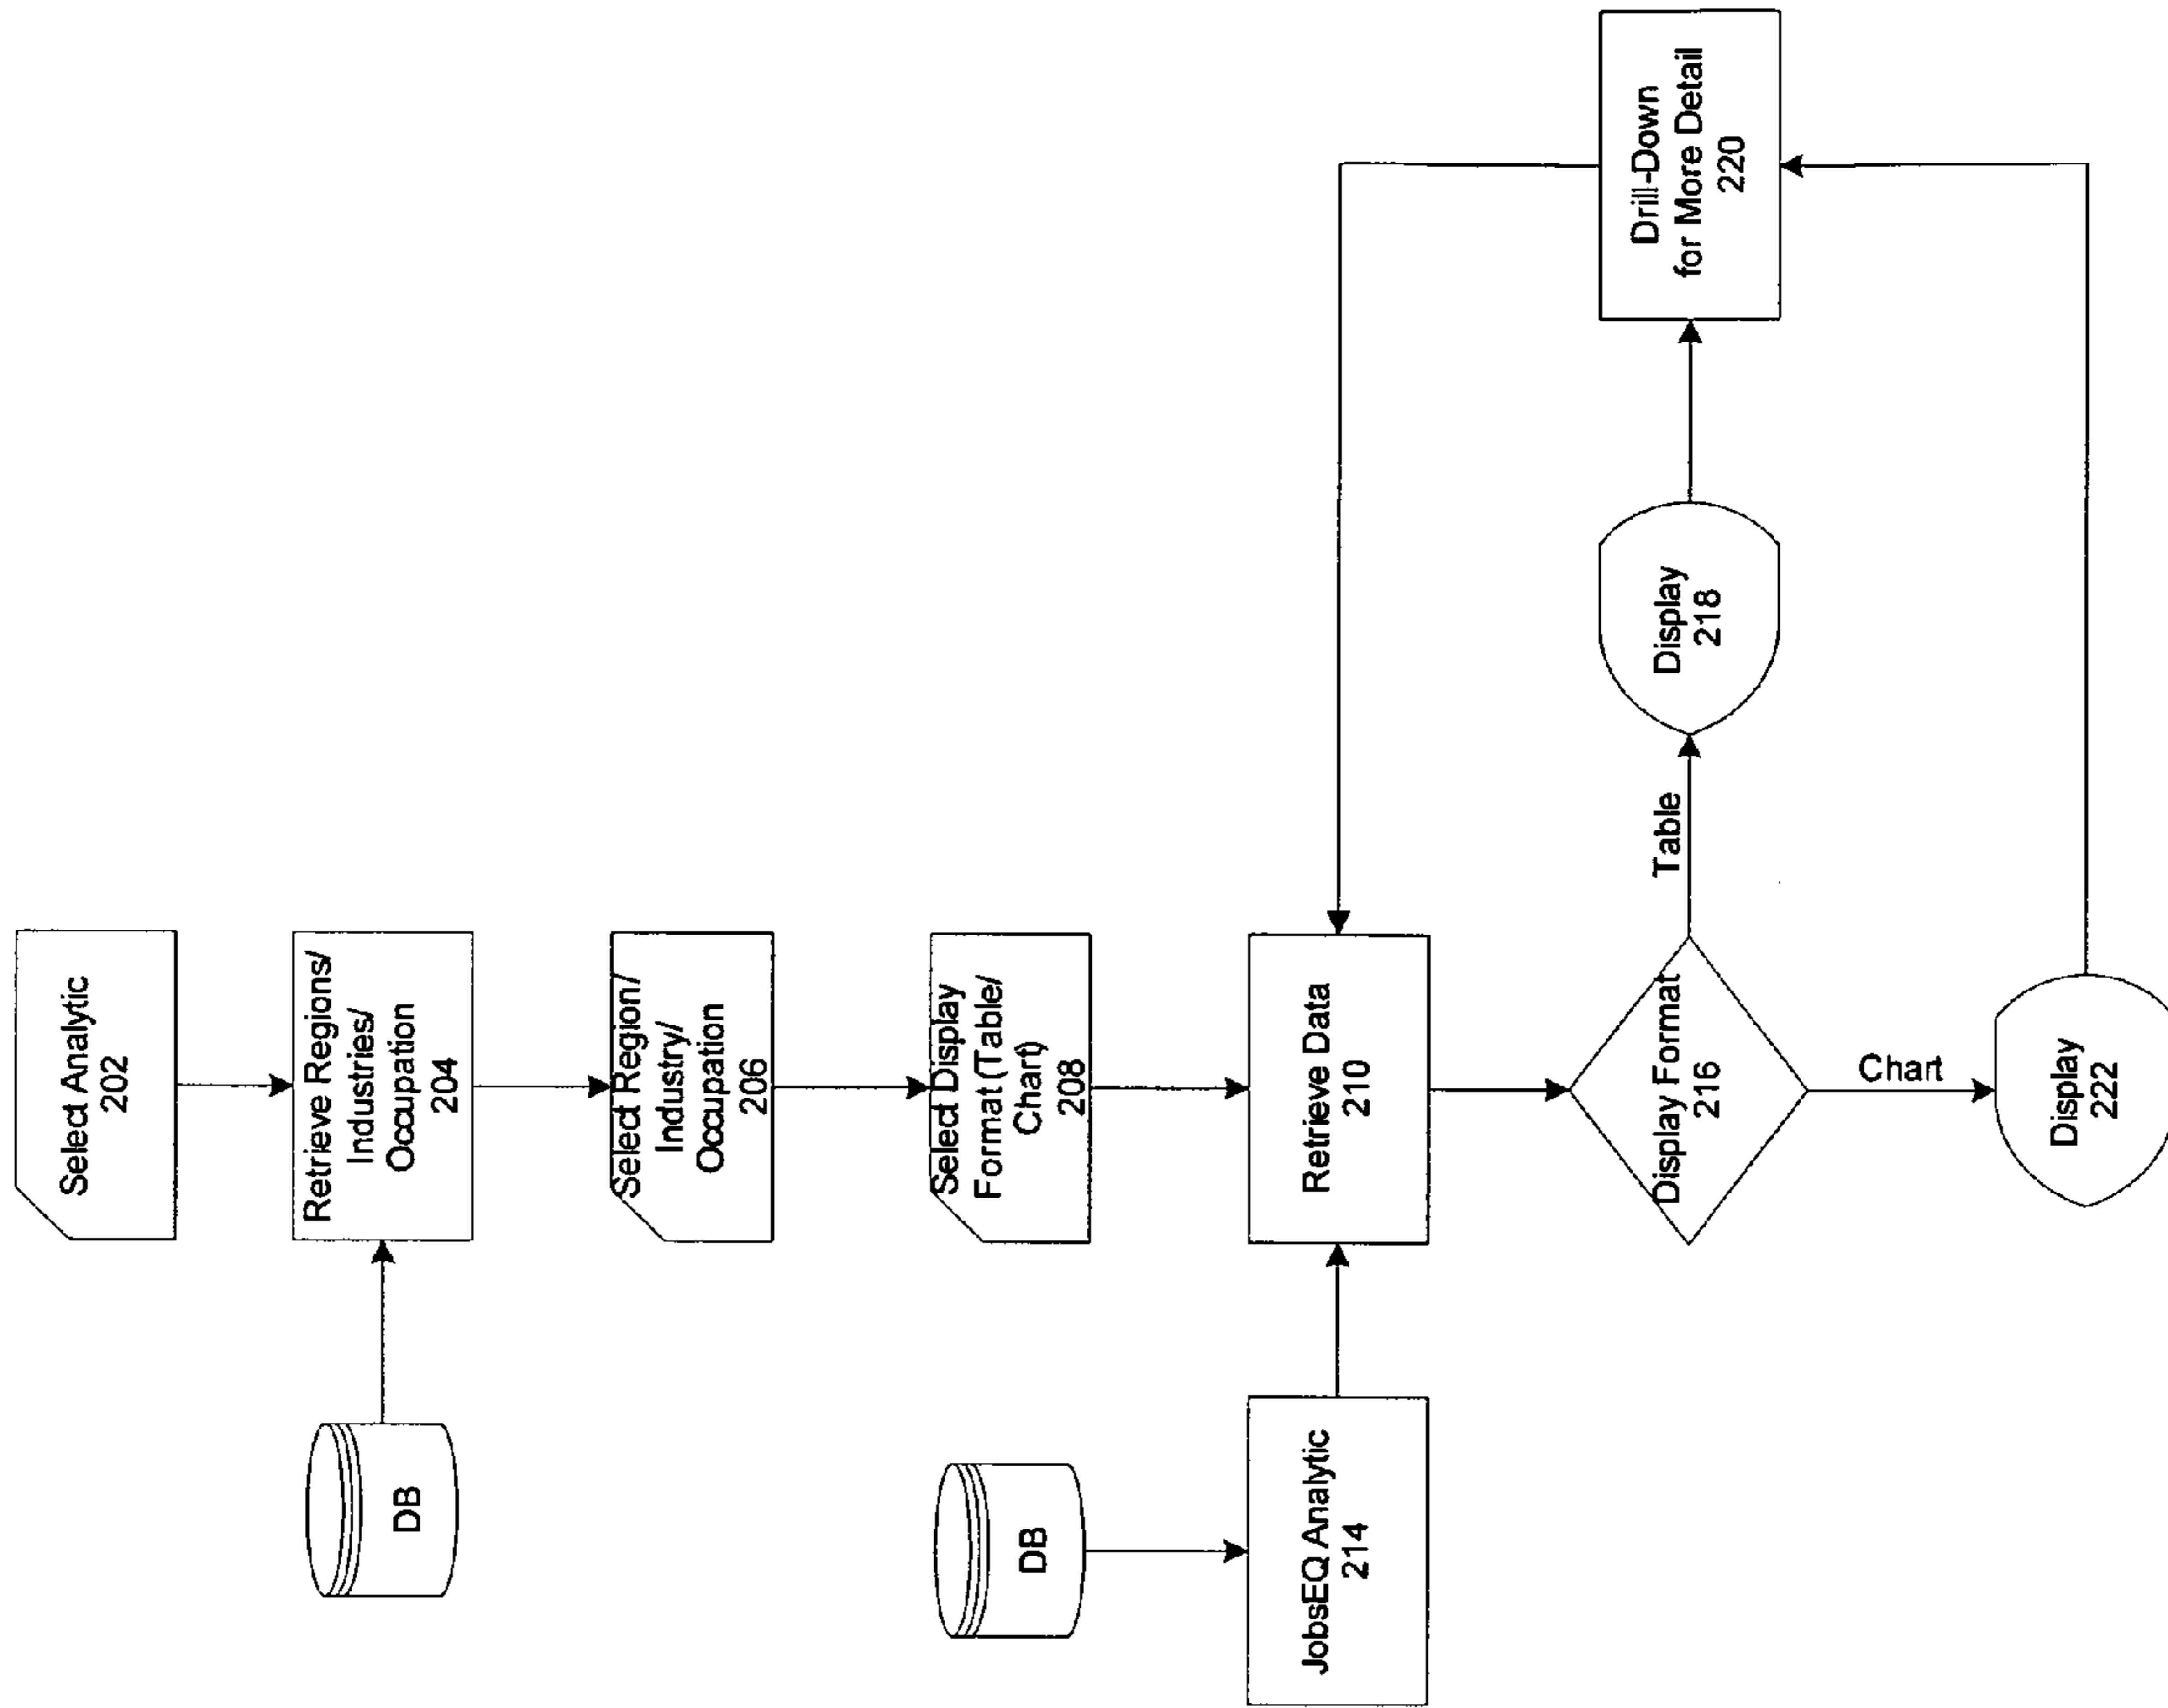 Select Analytic
202
Retrieve Regions/
Industries/
Occupation
204
DB
Select Region/
Industry/
Occupation
206
Select Display
Format (Table/
Chart)
208
DB
JobsEQ Analytic
214
Retrieve Data
210
Display Format
216
Table
Display
218
Drill-Down
for More Detail
220
Chart
Display
222